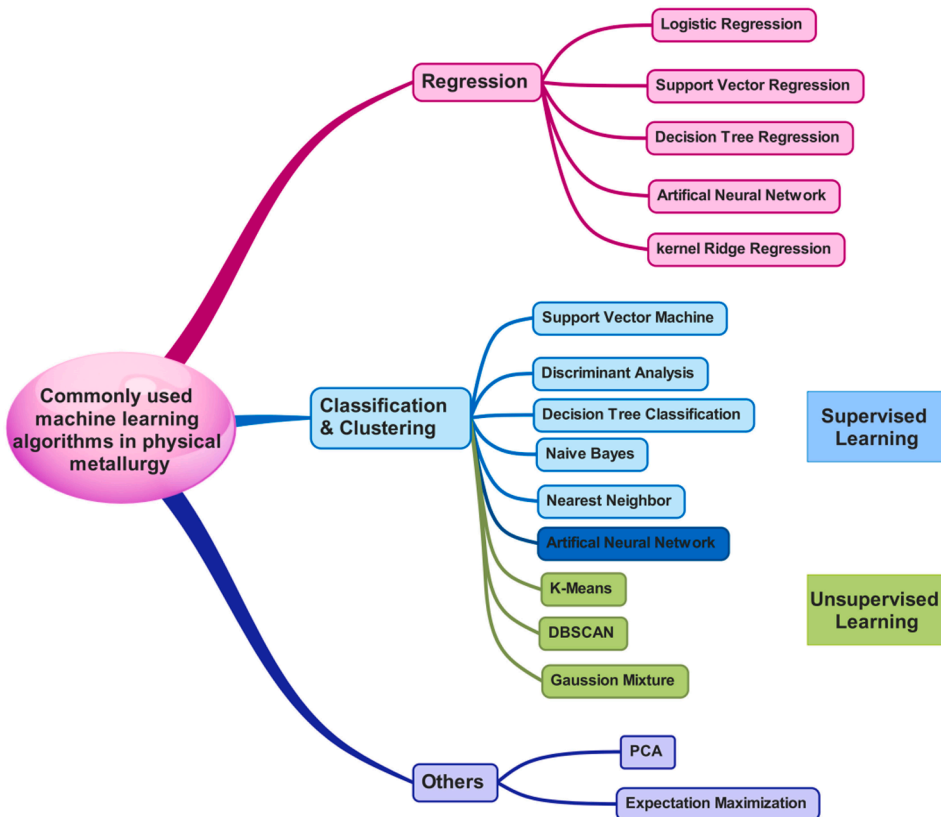 Logistic Regression
Regression
Support Vector Regression
Decision Tree Regression
Artifical Neural Network
kernel Ridge Regression
Commonly used
machine learning
algorithms in physical
metallurgy
Classification
& Clustering
Support Vector Machine
Discriminant Analysis
Decision Tree Classification
Naive Bayes
Nearest Neighbor
Artifical Neural Network
K-Means
DBSCAN
Gaussion Mixture
Supervised
Learning
Unsupervised
Learning
Others
PCA
Expectation Maximization